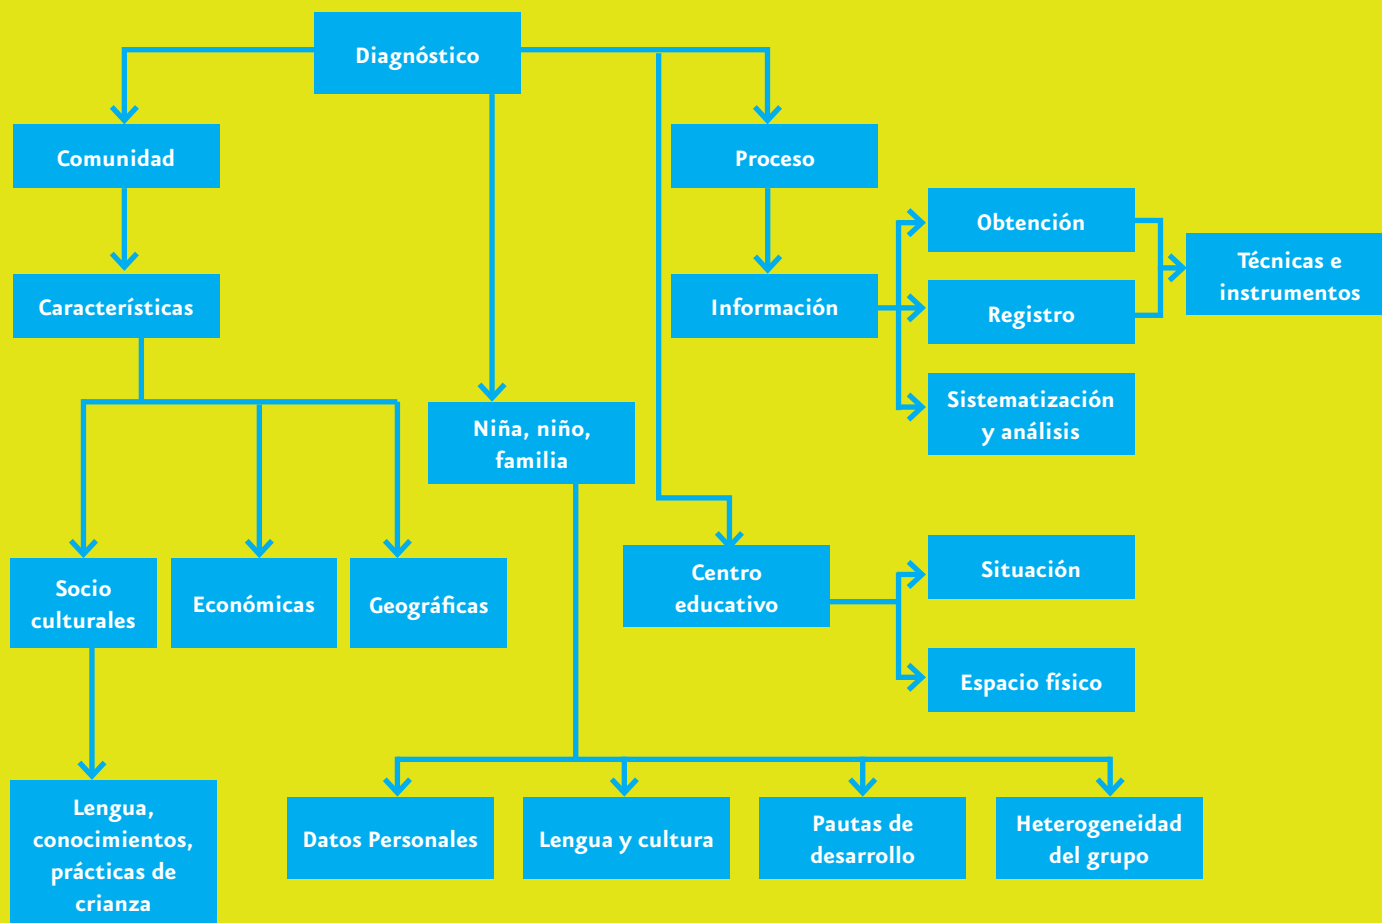 Diagnóstico
Comunidad
Proceso
Obtención
Técnicas e
instrumentos
Característícas
Información
Registro
Sistematización
y análisis
Niña, niño,
familia
Socio
culturales
Económicas
Geográficas
Centro
educativo
Situación
Espacio físico
Lengua,
conocimientos,
prácticas de
crianza
Datos Personales
Lengua y cultura
Pautas de
desarrollo
Heterogeneidad
del grupo